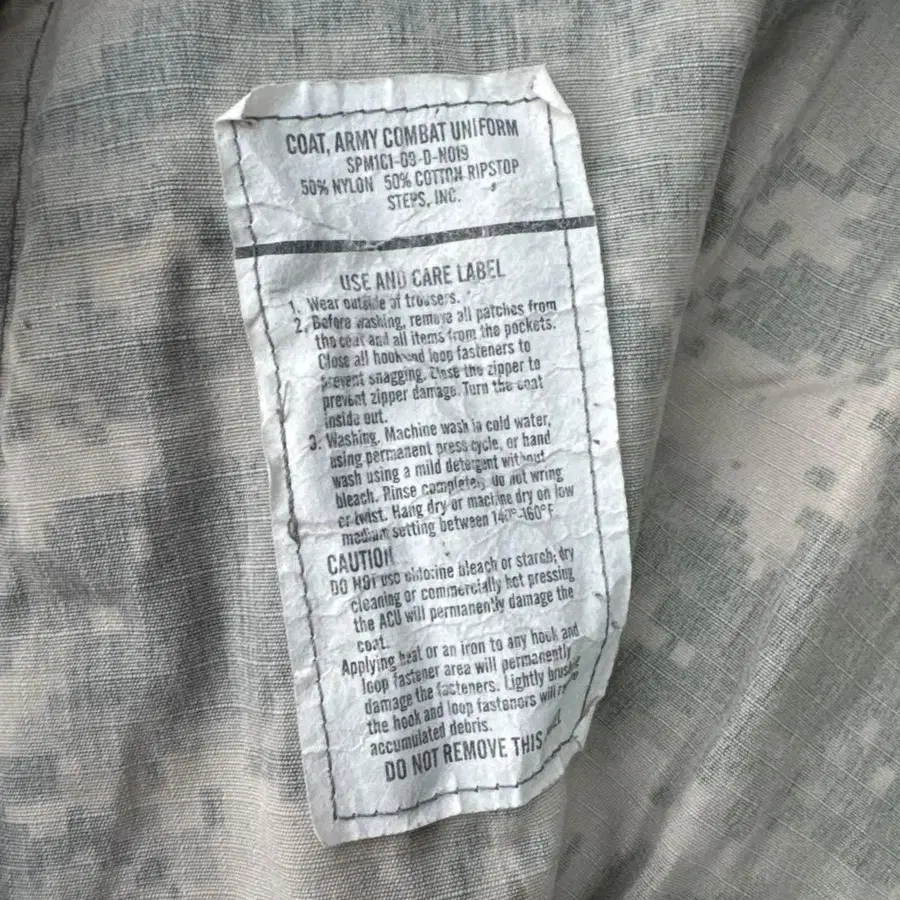 COAT, ARMY COMBAT UNIFORM
SPM1C1-09-D-N019
50% NYLON 50% COTTON RIPSTOP
STEPS, INC.
USE AND CARE LABEL
1. Wear outside of trousers.
2. Before washing, remove all patches from
the coat and all items from the pockets.
Close all hook and loop fasteners to
prevent snagging. Close the zipper to
prevent zipper damage. Turn the coat
inside out.
3. Washing. Machine wash in cold water,
using permanent press cycle, or hand
wash using a mild detergent without
bleach. Rinse completely, do not wring
or twist. Hang dry or machine dry on low
medium setting between -160°F
CAUTION
DO NOT use chlorine bleach or starch; dry
cleaning or commercially hot pressing
the ACU will permanently damage the
coat.
Applying heat or an iron to any hook and
loop fastener area will permanently
damage the fasteners. Lightly brush
the hook and loop fasteners will
accumulated debris.
DO NOT REMOVE THIS